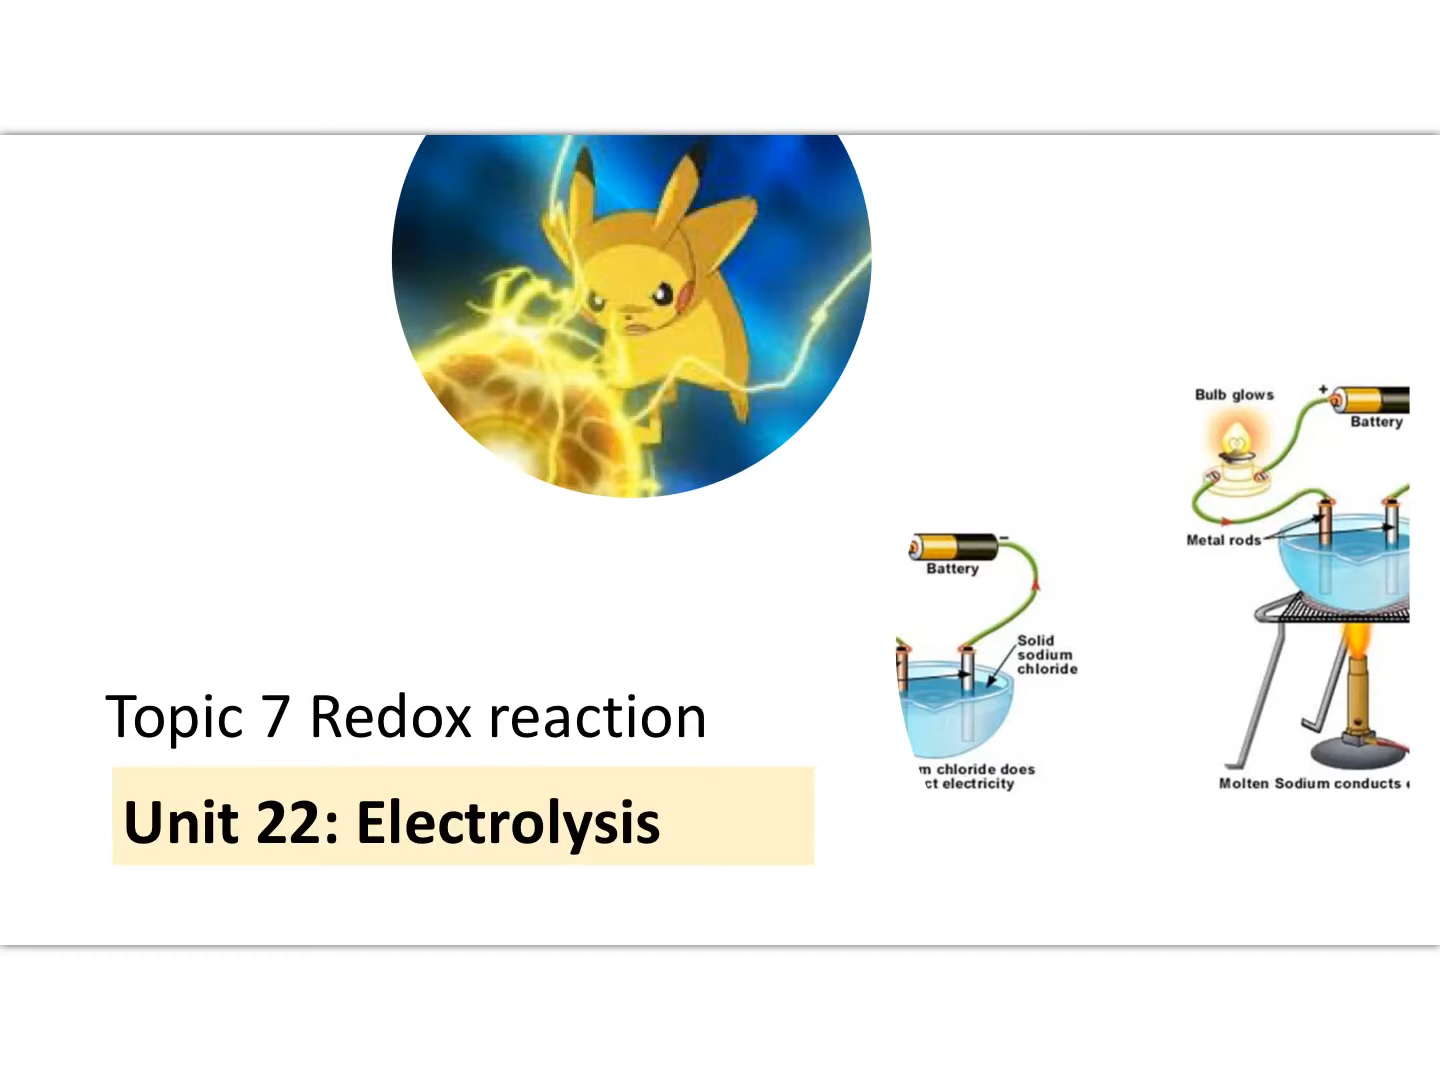 Bulb glows
+
Battery
Metal rods
Battery
–
Solid
sodium
chloride
chloride does
electricity
Molten Sodium conducts
Topic 7 Redox reaction
Unit 22: Electrolysis